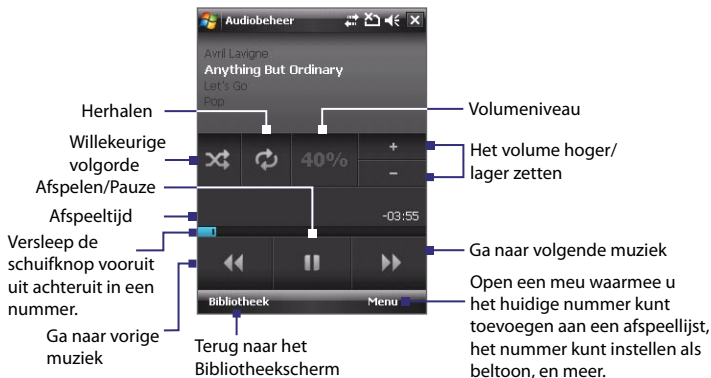 Audiobeheer
Avril Lavigne
Anything But Ordinary
Let's Go
Pop
Herhalen
Volumeniveau
Willekeurige
volgorde
40%
+
−
Het volume hoger/
lager zetten
Afspelen/Pauze
Afspeeltijd
-03:55
Versleep de
schuifknop vooruit
uit achteruit in een
nummer.
Ga naar volgende muziek
Bibliotheek
Menu
Open een meu waarmee u
het huidige nummer kunt
toevoegen aan een afspeellijst,
het nummer kunt instellen als
beltoon, en meer.
Ga naar vorige
muziek
Terug naar het
Bibliotheekscherm